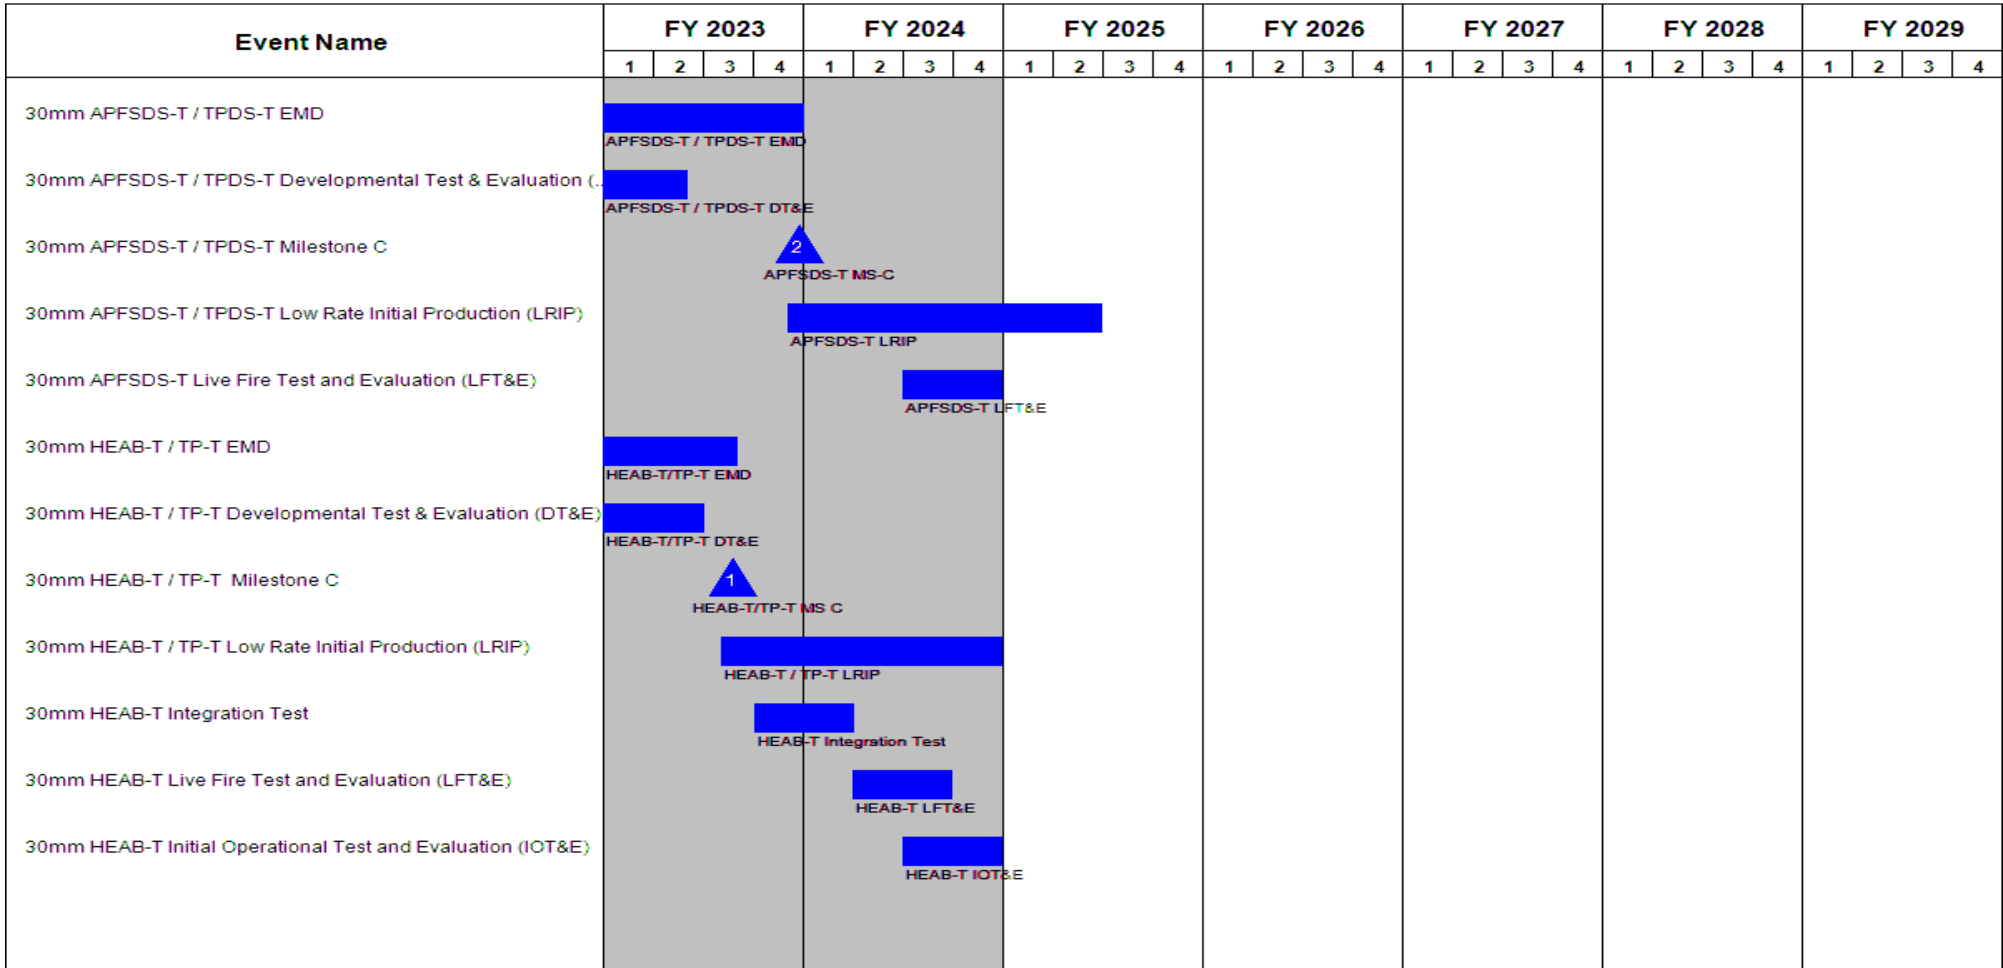 Event Name
FY 2023 FY 2024 FY 2025 FY 2026 FY 2027 FY 2028 FY 2029
1 2 3 4 1 2 3 4 1 2 3 4 1 2 3 4 1 2 3 4 1 2 3 4 1 2 3 4
30mm APFSDS-T / TPDS-T EMD
APFSDS-T / TPDS-T EMD
30mm APFSDS-T / TPDS-T Developmental Test & Evaluation (..
APFSDS-T / TPDS-T DT&E
30mm APFSDS-T / TPDS-T Milestone C
2
APFSDS-T MS-C
30mm APFSDS-T / TPDS-T Low Rate Initial Production (LRIP)
APFSDS-T LRIP
30mm APFSDS-T Live Fire Test and Evaluation (LFT&E)
APFSDS-T LFT&E
30mm HEAB-T / TP-T EMD
HEAB-T/TP-T EMD
30mm HEAB-T / TP-T Developmental Test & Evaluation (DT&E)
HEAB-T/TP-T DT&E
30mm HEAB-T / TP-T Milestone C
1
HEAB-T/TP-T MS C
30mm HEAB-T / TP-T Low Rate Initial Production (LRIP)
HEAB-T / TP-T LRIP
30mm HEAB-T Integration Test
HEAB-T Integration Test
30mm HEAB-T Live Fire Test and Evaluation (LFT&E)
HEAB-T LFT&E
30mm HEAB-T Initial Operational Test and Evaluation (IOT&E)
HEAB-T IOT&E